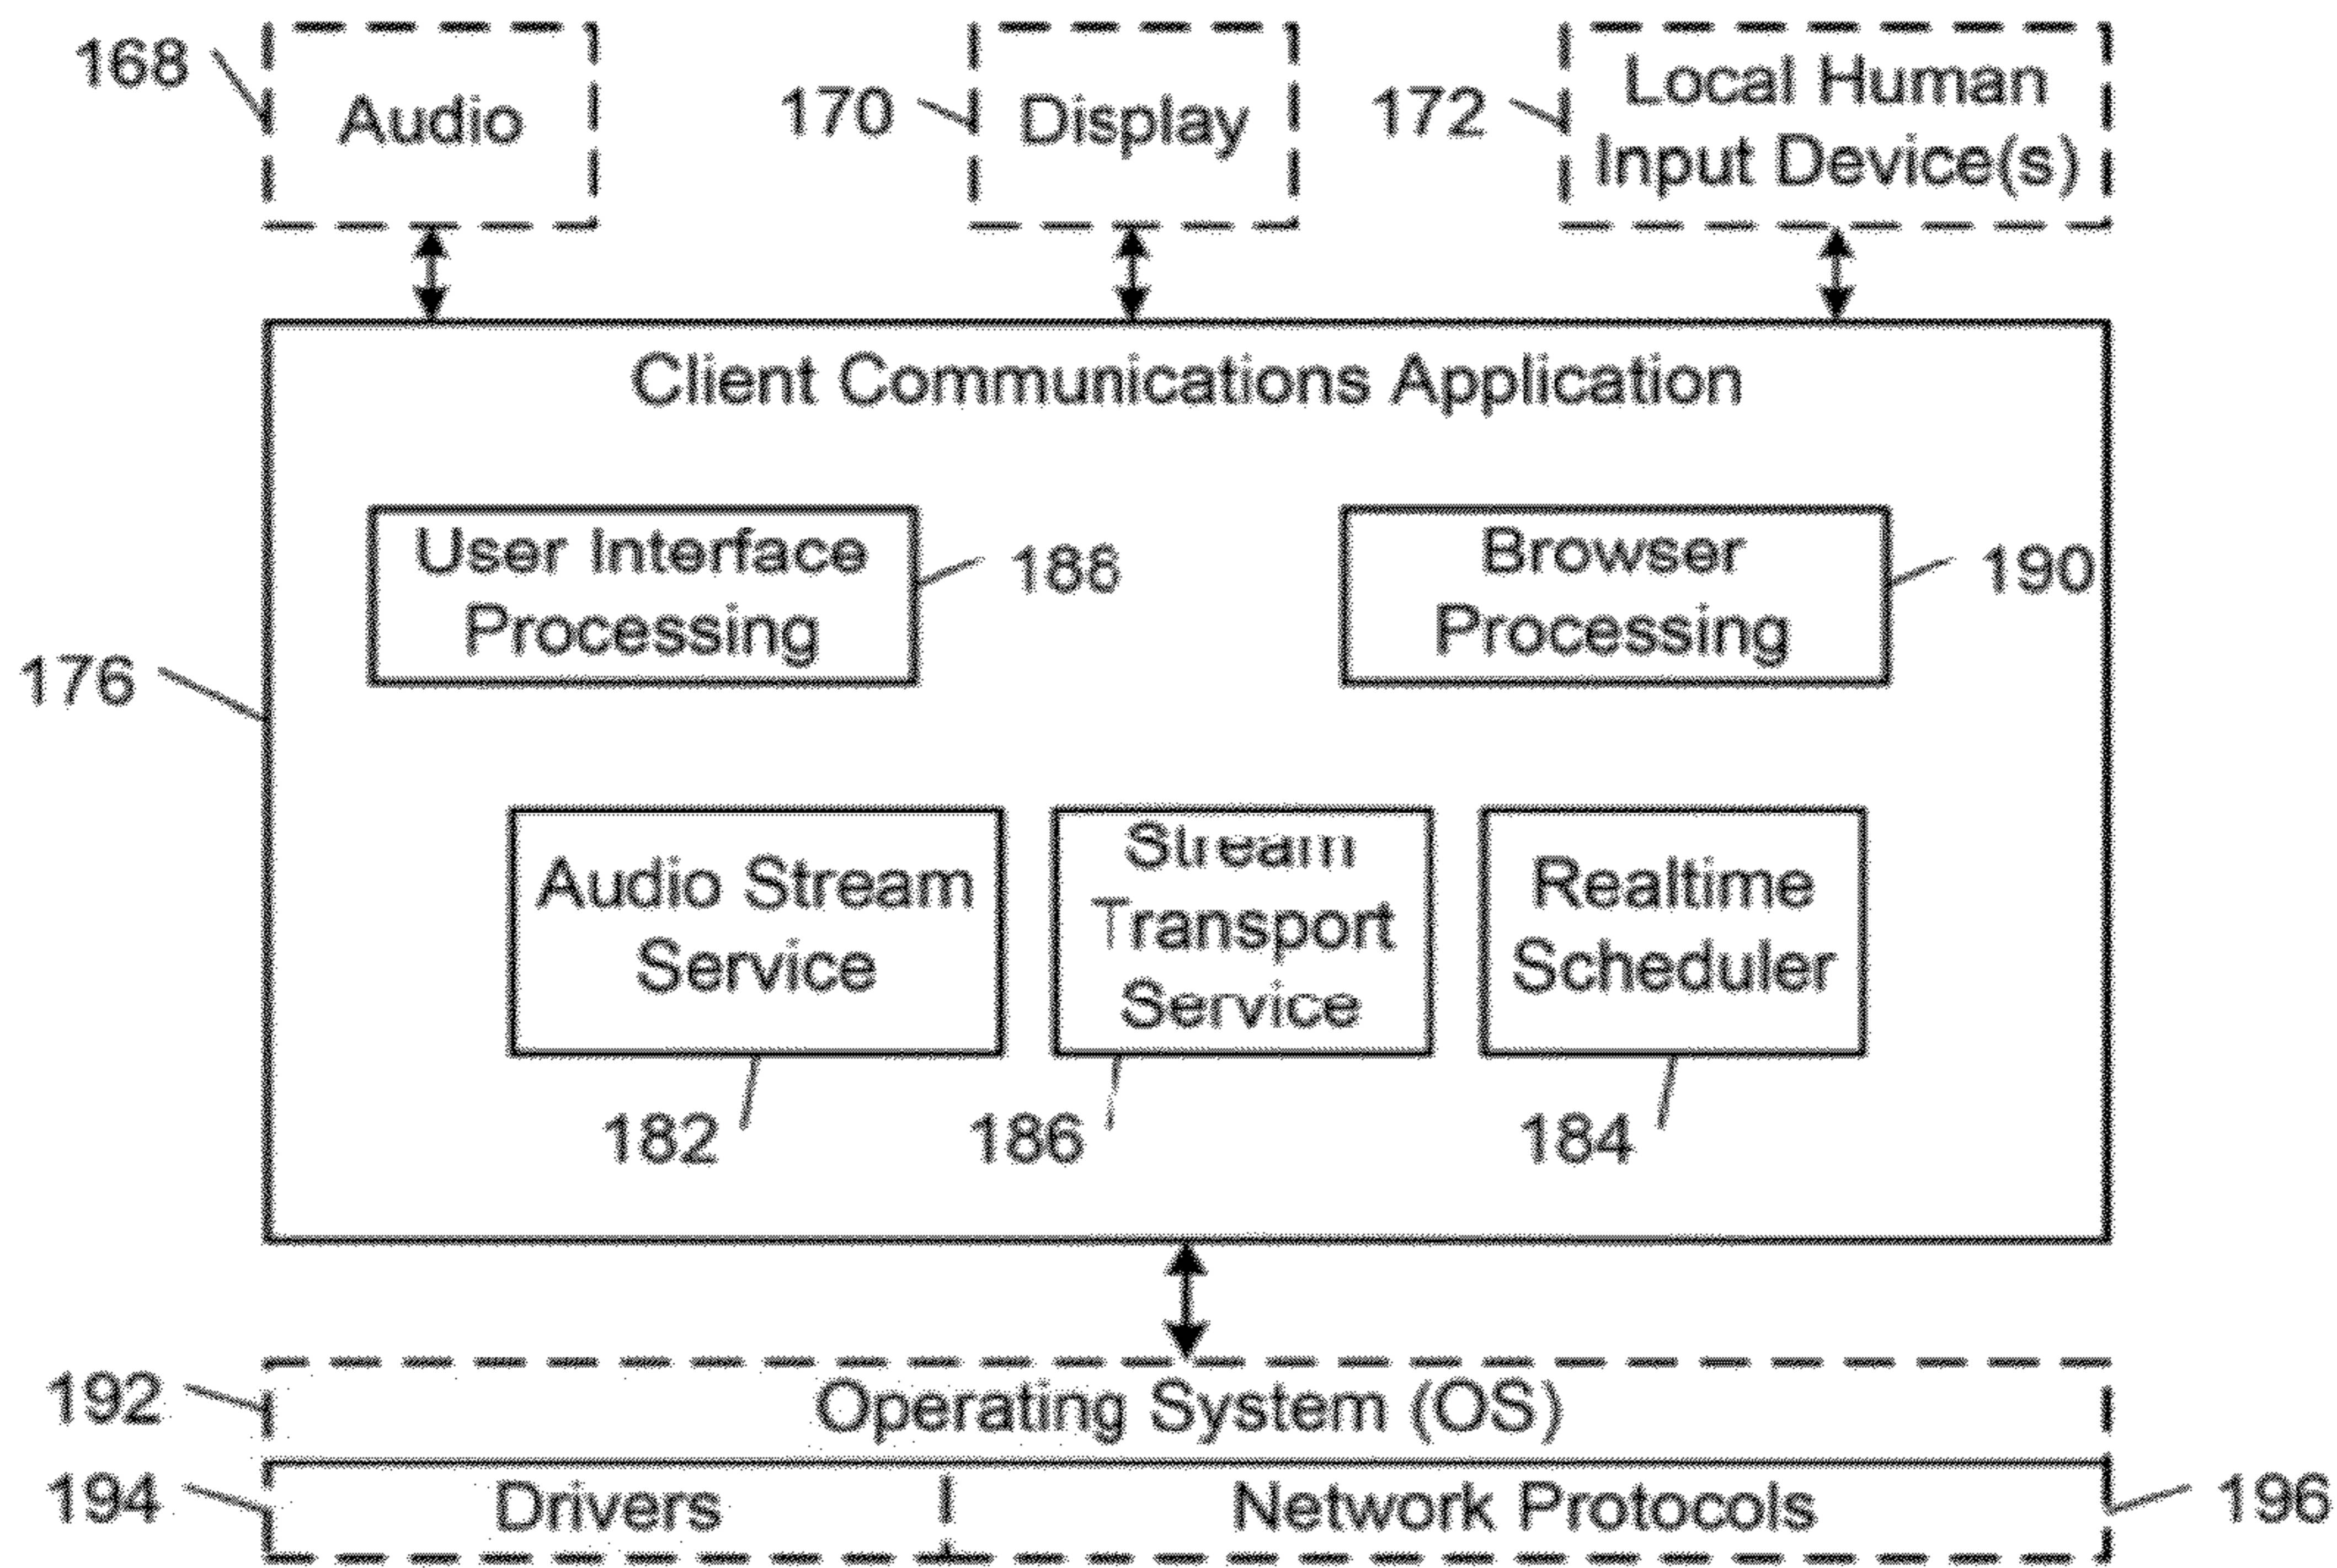 168
Audio
170
Display
172
Local Human
Input Device(s)
Client Communications Application
User Interface
Processing
186
Browser
Processing
190
176
Audio Stream
Service
Stream
Transport
Service
Realtime
Scheduler
182
186
184
192
Operating System (OS)
194
Drivers
Network Protocols
196